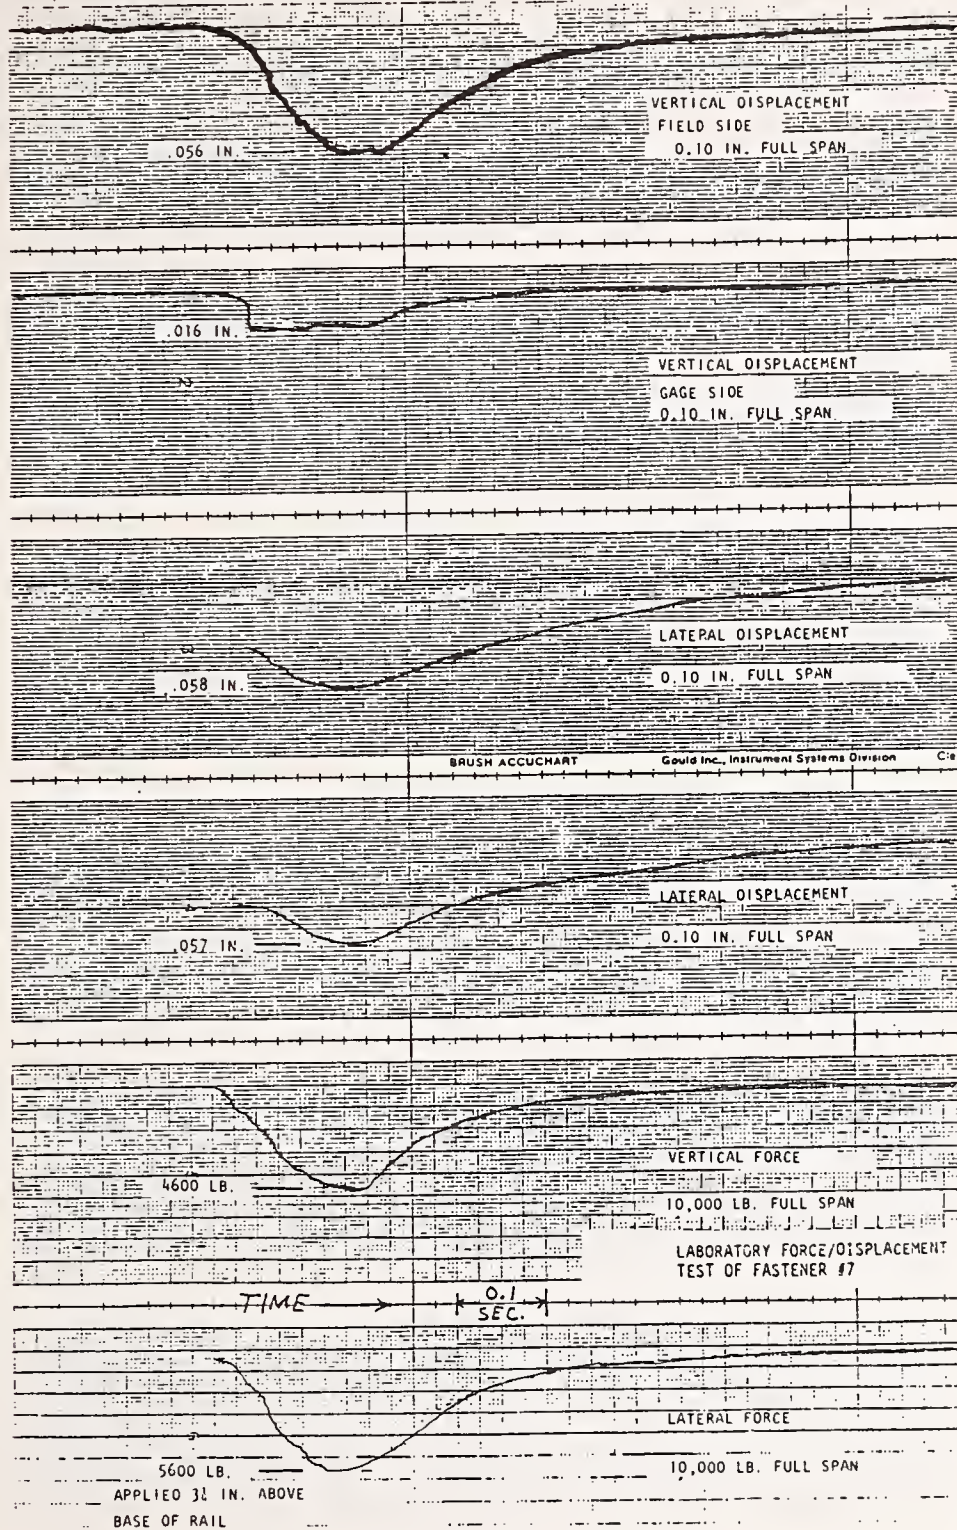 VERTICAL DISPLACEMENT
FIELD SIDE
0.10 IN. FULL SPAN
.056 IN.
.016 IN.
VERTICAL DISPLACEMENT
GAGE SIDE
0.10 IN. FULL SPAN
2
LATERAL DISPLACEMENT
3
.058 IN.
0.10 IN. FULL SPAN
BRUSH ACCUCHART
Gould Inc., Instrument Systems Division
Cle
LATERAL DISPLACEMENT
.057 IN.
0.10 IN. FULL SPAN
VERTICAL FORCE
4600 LB.
10,000 LB. FULL SPAN
LABORATORY FORCE/DISPLACEMENT
TEST OF FASTENER #7
TIME
0.1
SEC.
LATERAL FORCE
5600 LB.
10,000 LB. FULL SPAN
APPLIED IN. ABOVE
BASE OF RAIL